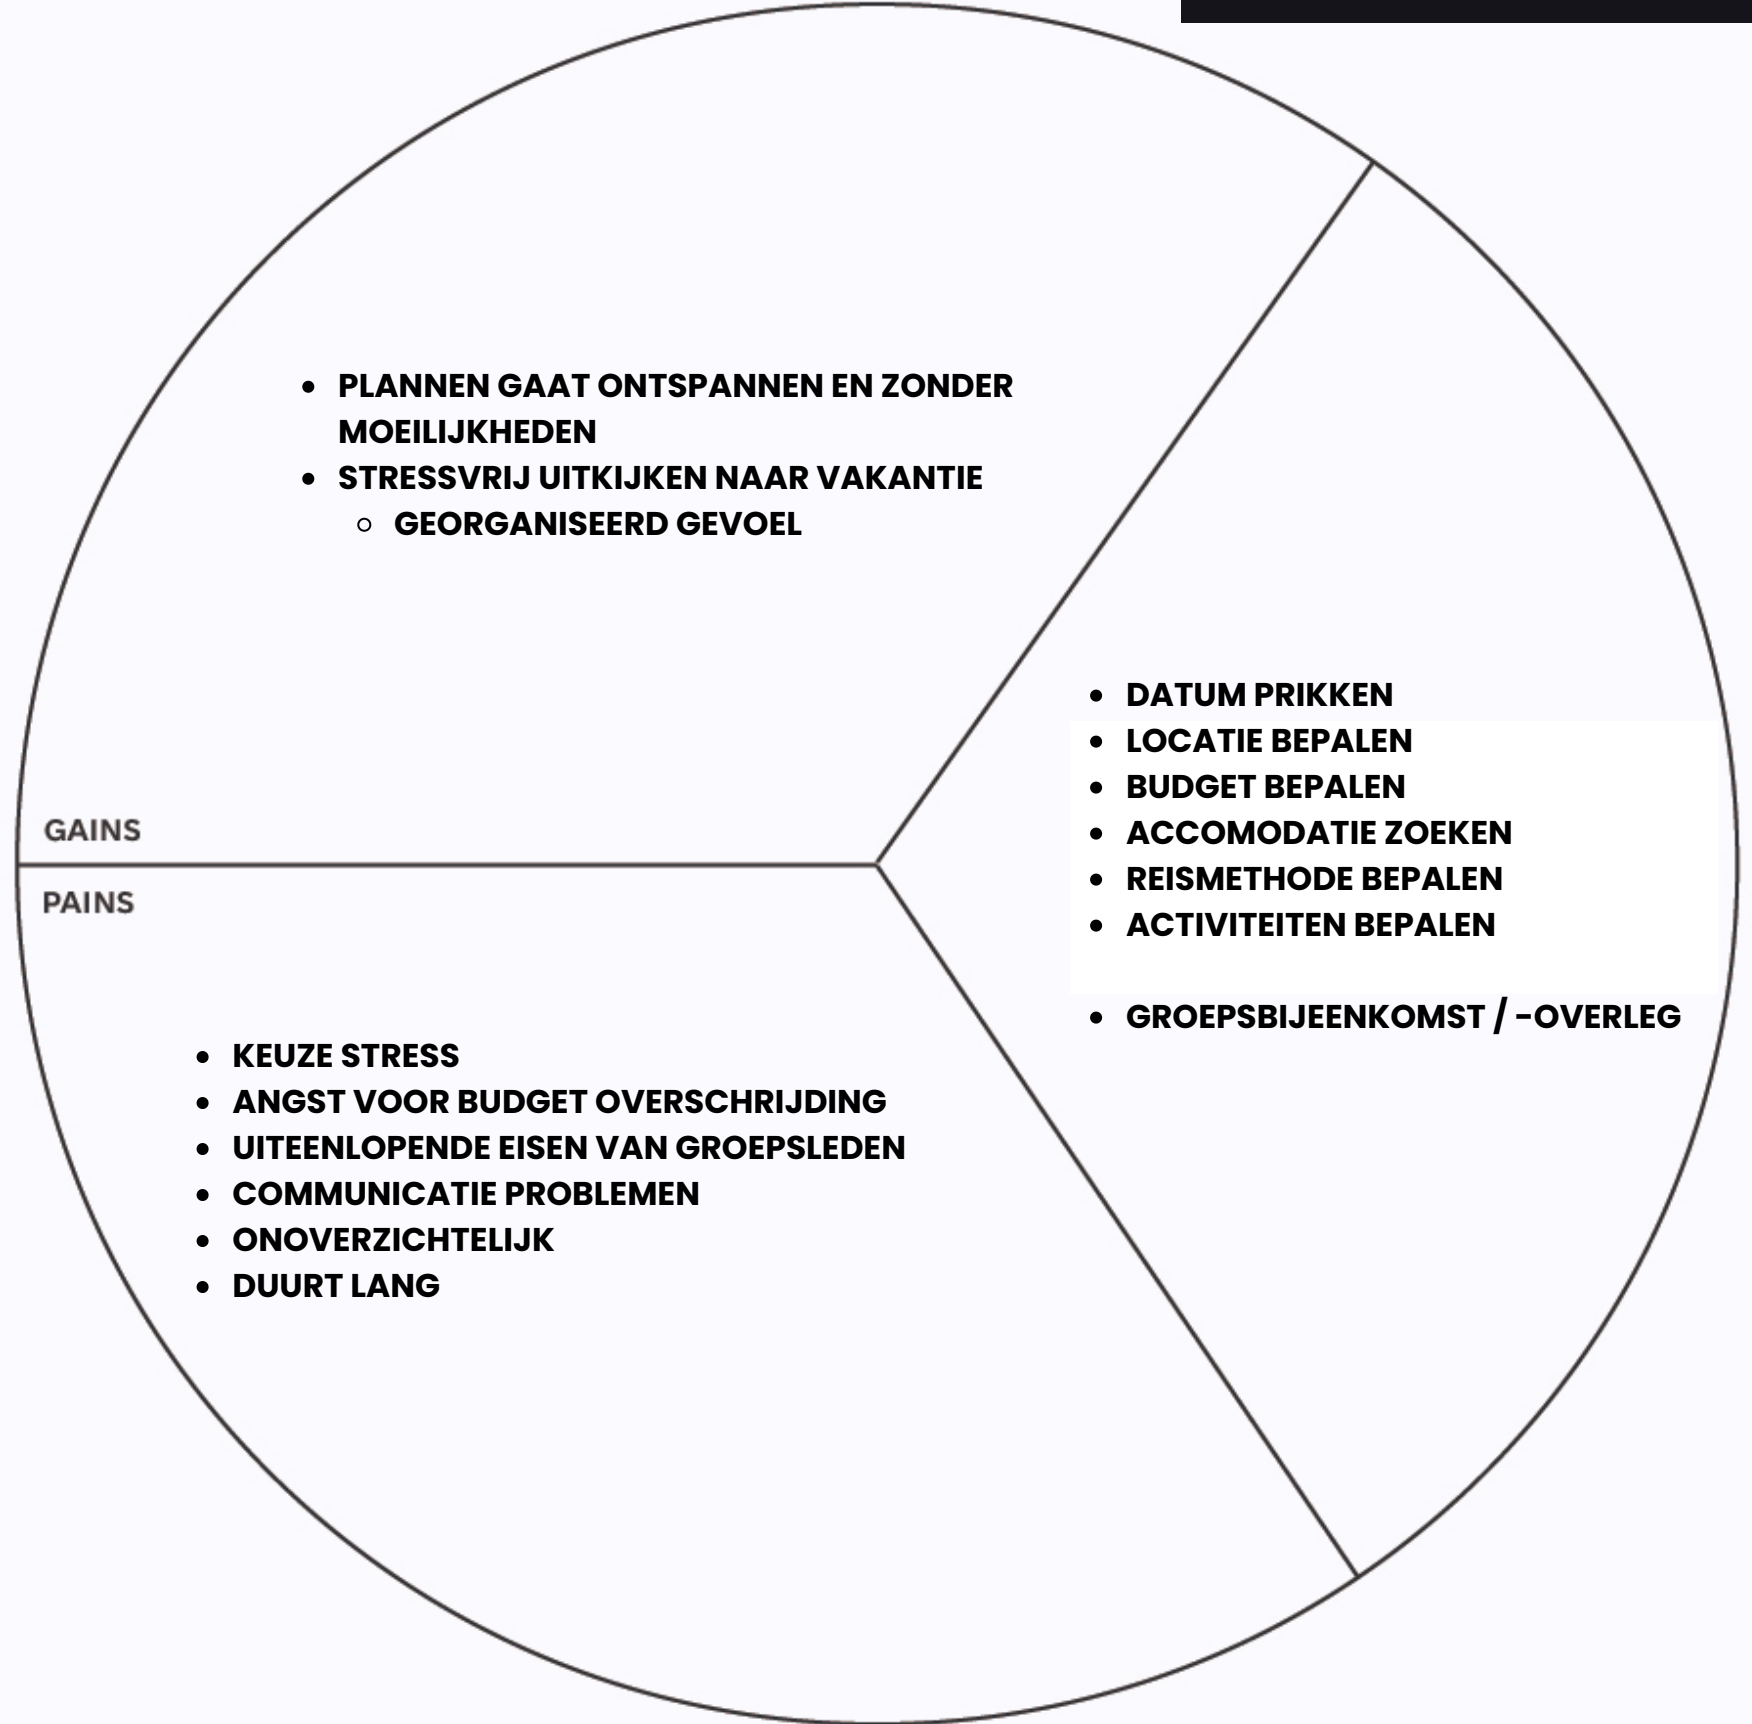 • PLANNEN GAAT ONTSPANNEN EN ZONDER
MOEILIJKHEDEN
• STRESSVRIJ UITKIJKEN NAAR VAKANTIE
○ GEORGANISEERD GEVOEL
GAINS
PAINS
• KEUZE STRESS
• ANGST VOOR BUDGET OVERSCHRIJDING
• UITEENLOPENDE EISEN VAN GROEPSLEDEN
• COMMUNICATIE PROBLEMEN
• ONOVERZICHTELIJK
• DUURT LANG
• DATUM PRIKKEN
• LOCATIE BEPALEN
• BUDGET BEPALEN
• ACCOMODATIE ZOEKEN
• REISMETHODE BEPALEN
• ACTIVITEITEN BEPALEN
• GROEPSBIJEENKOMST / -OVERLEG